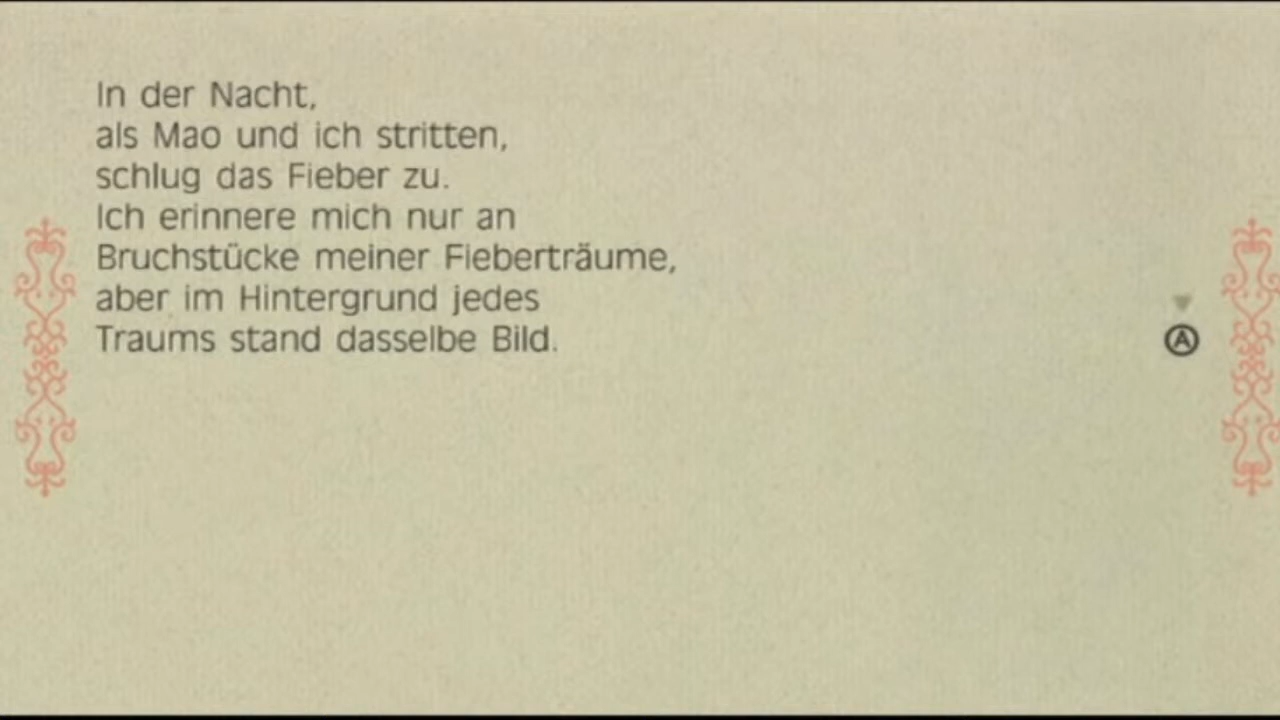 In der Nacht,
als Mao und ich stritten,
schlug das Fieber zu.
Ich erinnere mich nur an
Bruchstücke meiner Fieberträume,
aber im Hintergrund jedes
Traums stand dasselbe Bild.
A